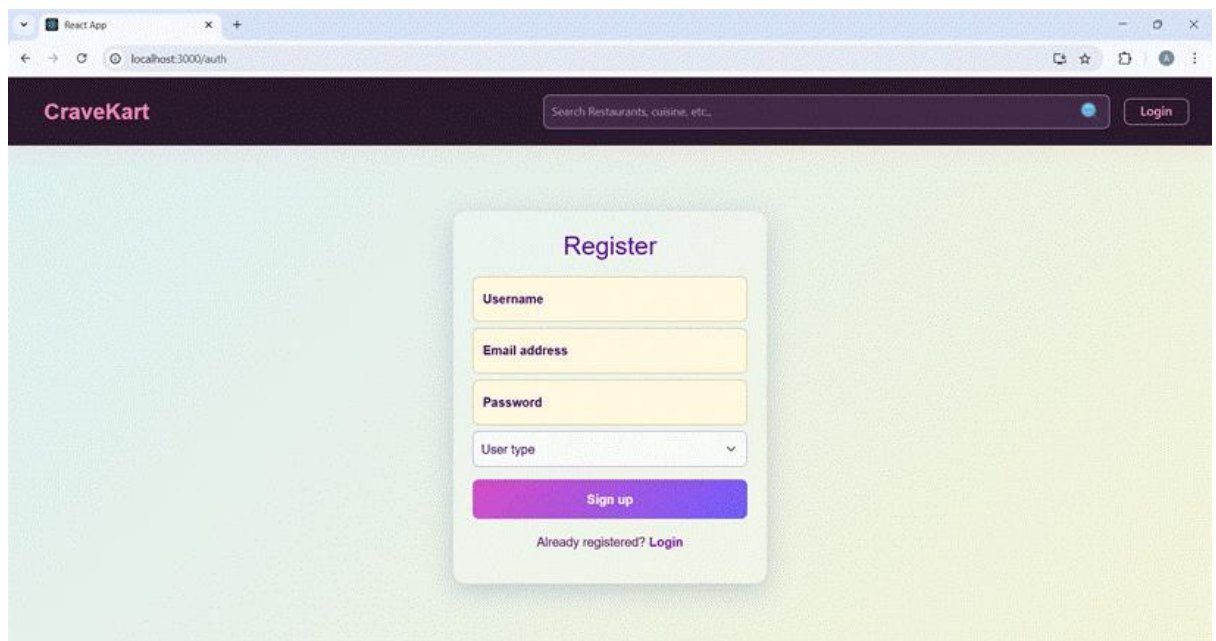 React App
localhost:3000/auth
A
CraveKart
Search Restaurants, cuisine, etc.,
Login
Register
Username
Email address
Password
User type
Sign up
Already registered? Login